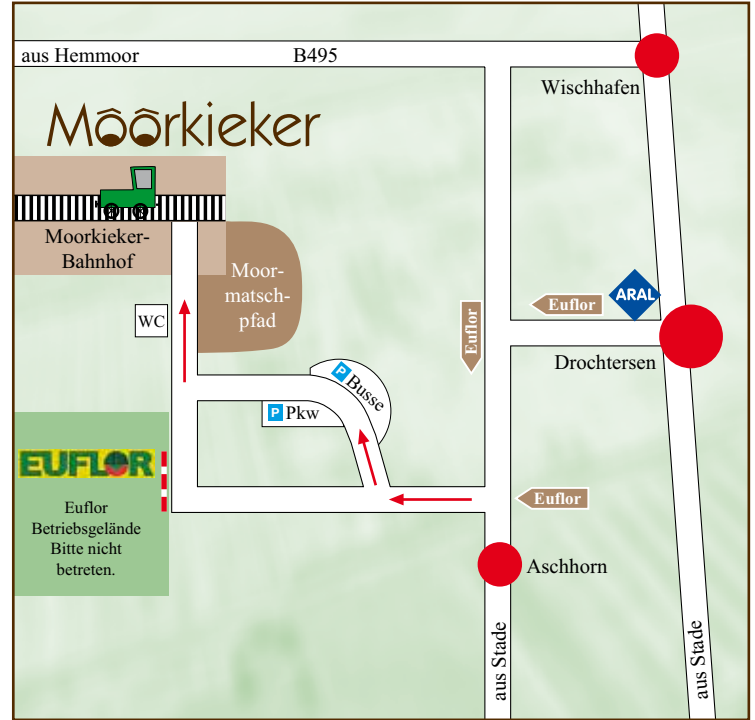 aus Hemmoor B495
Wischhafen
Môôrkieker
Moorkieker-
Bahnhof
Moor-
matsch-
pfad
WC
ARAL
Euflor
Euflor
Drochtersen
P Busse
P Pkw
EUFLOR
Euflor
Betriebsgelände
Bitte nicht
betreten.
Euflor
Aschhorn
aus Stade
aus Stade